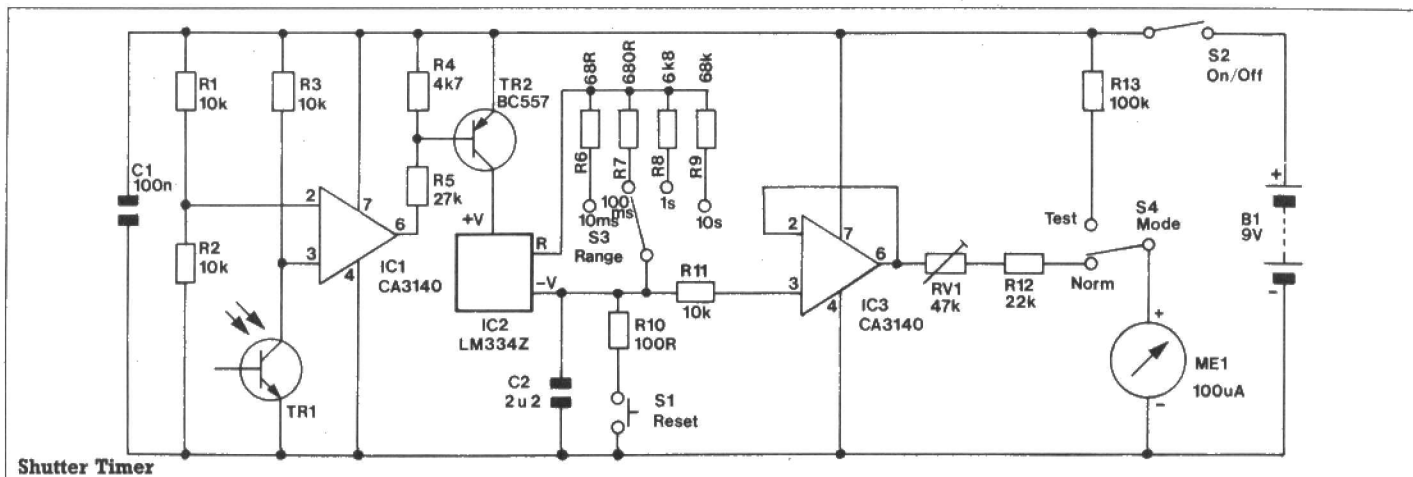 R1
10k
R3
10k
R4
4k7
TR2
BC557
68R
680R
6k8
68k
S2
On/Off
R13
100k
C1
100n
2
7
3
6
4
R5
27k
R6
R7
R8
R9
10ms
100
ms
1s
10s
S3
Range
+V
R
-V
R2
10k
IC1
CA3140
IC2
LM334Z
R11
10k
2
7
3
6
4
IC3
CA3140
RV1
47k
R12
22k
Test
Norm
S4
Mode
+
B1
9V
-
R10
100R
C2
2u2
S1
Reset
+
ME1
100uA
-
TR1
Shutter Timer